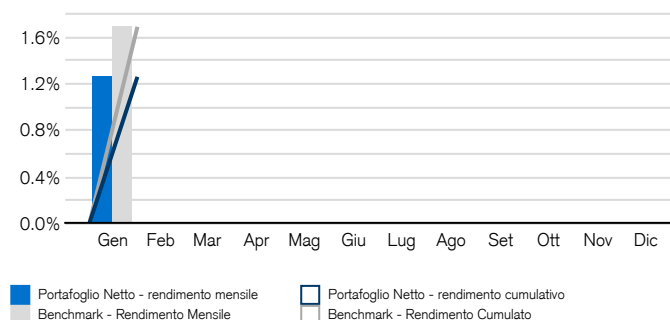 1.6%
1.2%
0.8%
0.4%
0.0%
Gen Feb Mar Apr Mag Giu Lug Ago Set Ott Nov Dic
Portafoglio Netto - rendimento mensile
Portafoglio Netto - rendimento cumulativo
Benchmark - Rendimento Mensile
Benchmark - Rendimento Cumulato